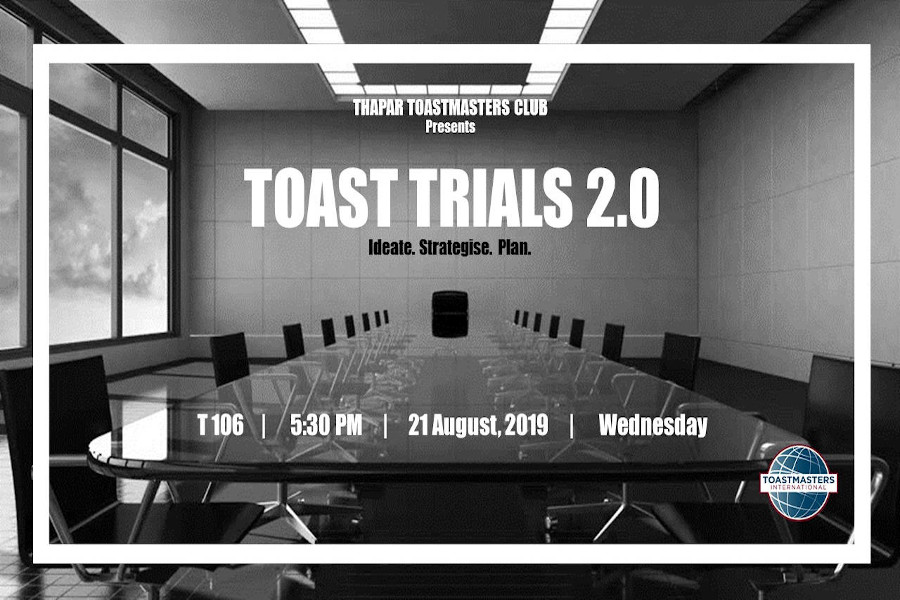 THAPAR TOASTMASTERS CLUB
Presents
TOAST TRIALS 2.0
Ideate. Strategise. Plan.
T 106 | 5:30 PM | 21 August, 2019 | Wednesday
TOASTMASTERS
INTERNATIONAL